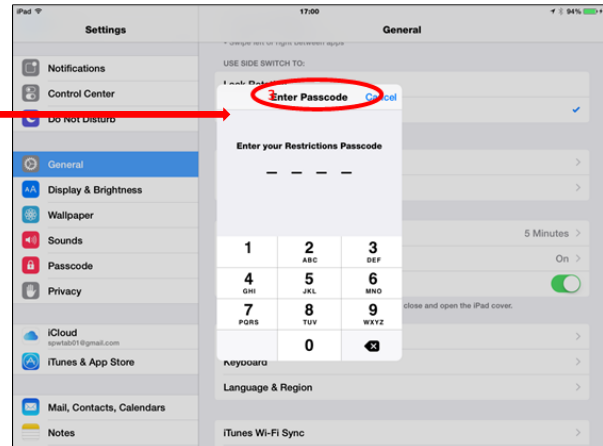 iPad 17:00 94%
Settings General
• Swipe left or right between apps
USE SIDE SWITCH TO:
Notifications
Lock Rotation
Control Center
Do Not Disturb
3
Enter Passcode Cancel
Enter your Restrictions Passcode
General
Display & Brightness
Wallpaper
Sounds
5 Minutes
Passcode
On
Privacy
close and open the iPad cover.
1
2 ABC
3 DEF
4 GHI
5 JKL
6 MNO
7 PQRS
8 TUV
9 WXYZ
0
iCloud
spwtab01@gmail.com
iTunes & App Store
Keyboard
Language & Region
Mail, Contacts, Calendars
Notes
iTunes Wi-Fi Sync